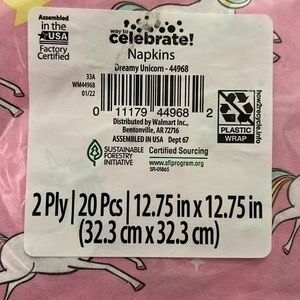 Assembled
in the
USA
Factory
Certified
way to
celebrate!
Napkins
Dreamy Unicorn - 44968
33A
WM44968
01/22
0 11179 44968 2
Distributed by Walmart Inc.,
Bentonville, AR 72716
ASSEMBLED IN USA Dept 67
SUSTAINABLE
FORESTRY
INITIATIVE
Certified Sourcing
www.sfiprogram.org
SFI-01865
how2recycle.info
PLASTIC
WRAP
2 Ply | 20 Pcs | 12.75 in x 12.75 in
(32.3 cm x 32.3 cm)